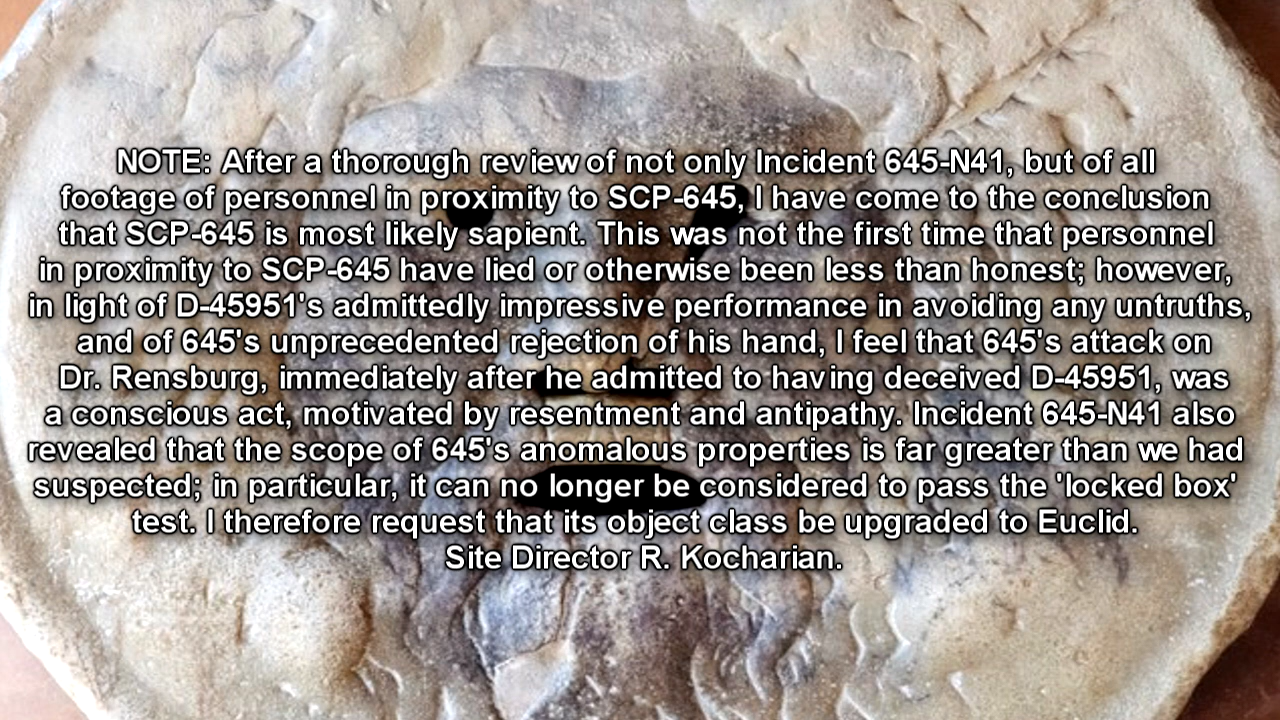 NOTE: After a thorough review of not only Incident 645-N41, but of all
footage of personnel in proximity to SCP-645, I have come to the conclusion
that SCP-645 is most likely sapient. This was not the first time that personnel
in proximity to SCP-645 have lied or otherwise been less than honest; however,
in light of D-45951's admittedly impressive performance in avoiding any untruths,
and of 645's unprecedented rejection of his hand, I feel that 645's attack on
Dr. Rensburg, immediately after he admitted to having deceived D-45951, was
a conscious act, motivated by resentment and antipathy. Incident 645-N41 also
revealed that the scope of 645's anomalous properties is far greater than we had
suspected; in particular, it can no longer be considered to pass the 'locked box'
test. I therefore request that its object class be upgraded to Euclid.
Site Director R. Kocharian.